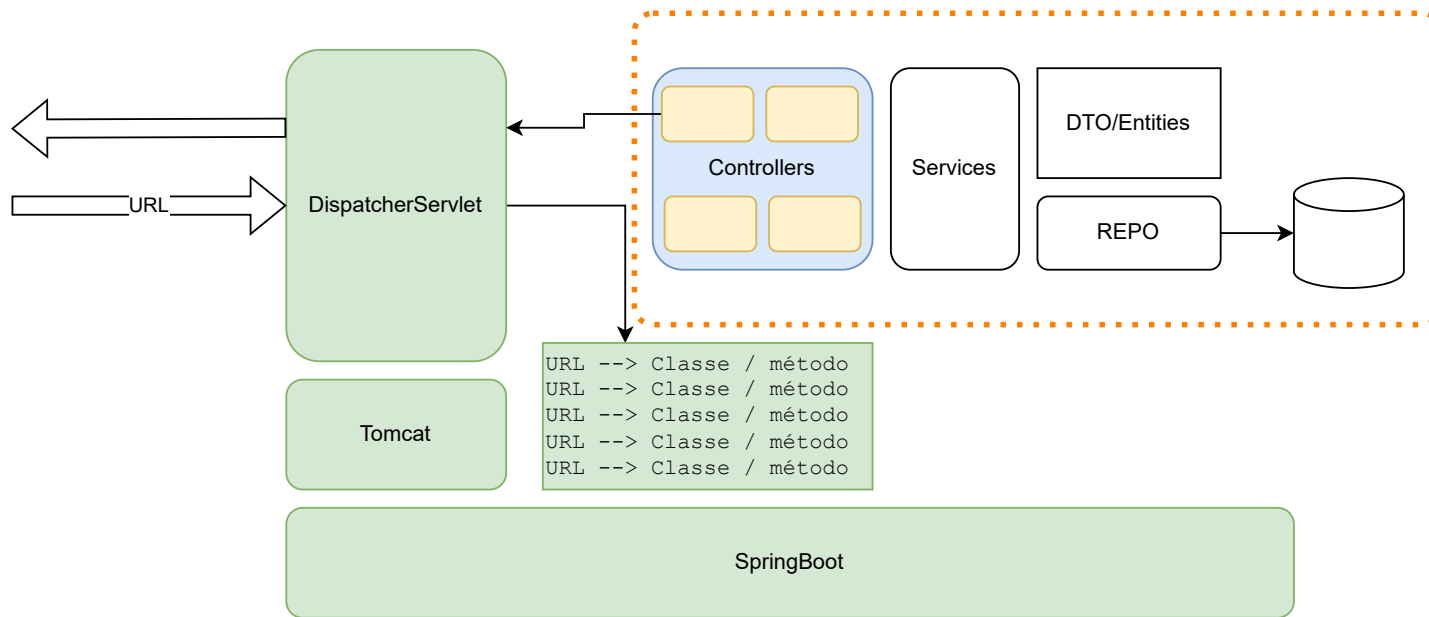 URL
DispatcherServlet
Controllers
Services
DTO/Entities
REPO
URL --> Classe / método
URL --> Classe / método
URL --> Classe / método
URL --> Classe / método
URL --> Classe / método
Tomcat
SpringBoot